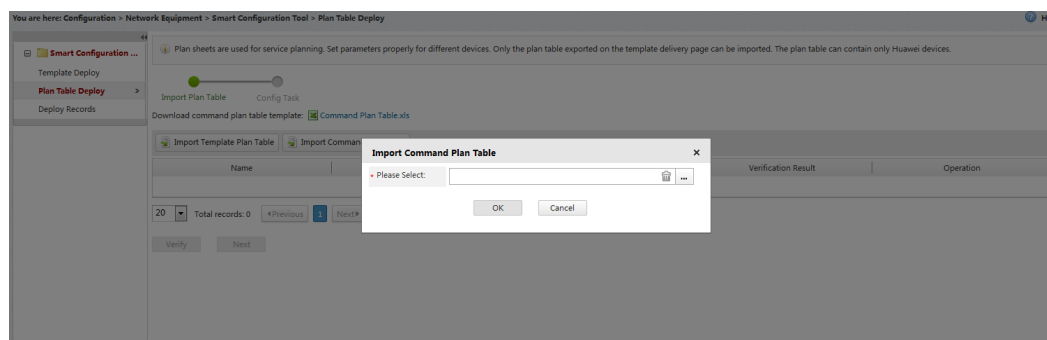 You are here: Configuration > Network Equipment > Smart Configuration Tool > Plan Table Deploy
Smart Configuration ...
Template Deploy
Plan Table Deploy >
Deploy Records
Plan sheets are used for service planning. Set parameters properly for different devices. Only the plan table exported on the template delivery page can be imported. The plan table can contain only Huawei devices.
Import Plan Table
Config Task
Download command plan table template: Command Plan Table.xls
Import Template Plan Table
Import Comman
Name
Verification Result
Operation
20
Total records: 0
Previous
1
Next
Verify
Next
Import Command Plan Table
* Please Select:
...
OK
Cancel